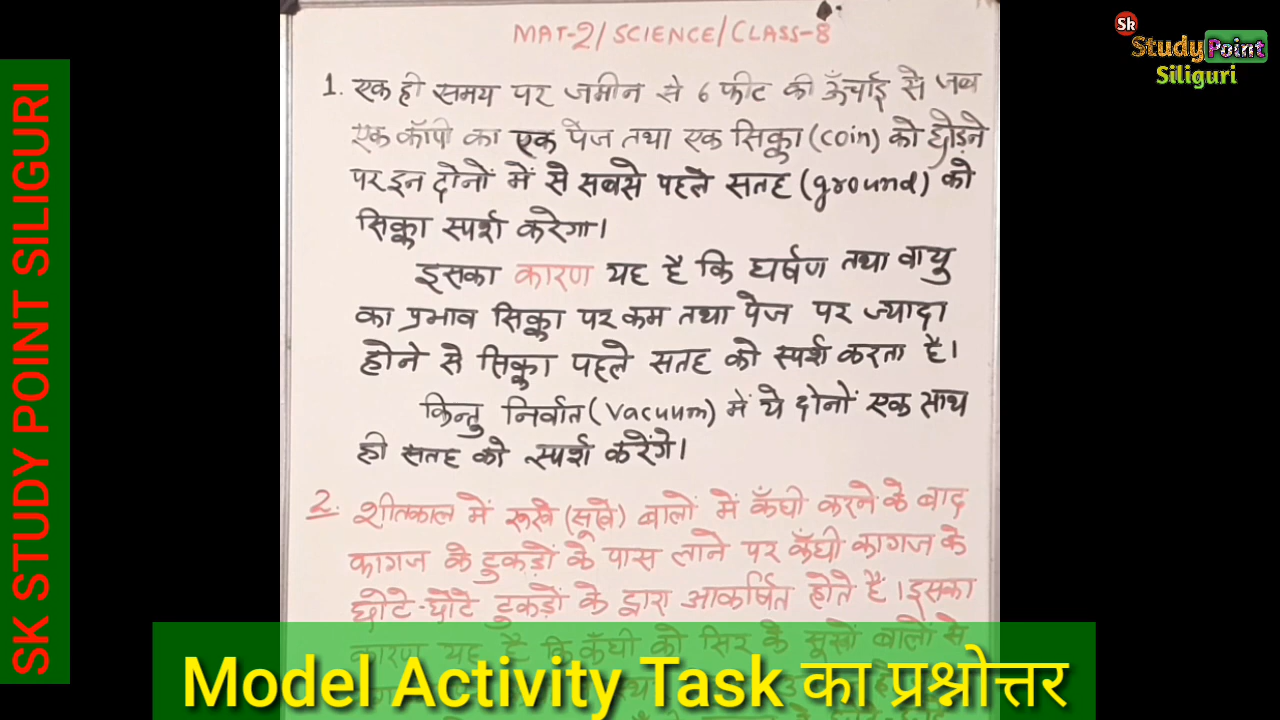 MAT-2/SCIENCE/CLASS-8
1. एक ही समय पर जमीन से 6 फीट की ऊँचाई से जब
एक कॉपी का एक पेज तथा एक सिक्का (coin) को छोड़ने
पर इन दोनों में से सबसे पहले सतह (ground) को
सिक्का स्पर्श करेगा।
इसका कारण यह है कि घर्षण तथा वायु
का प्रभाव सिक्का पर कम तथा पेज पर ज्यादा
होने से सिक्का पहले सतह को स्पर्श करता है।
किन्तु निर्वात (vacuum) में ये दोनों एक साथ
ही सतह को स्पर्श करेंगे।
2. शीतकाल में रूखे (सूखे) बालों में कँघी करने के बाद
कागज के टुकड़ों के पास लाने पर कँघी कागज के
छोटे-छोटे टुकड़ों के द्वारा आकर्षित होते है। इसका
कारण यह है कि कँघी को सिर के सूखे बालों से
Model Activity Task का प्रश्नोत्तर
SK STUDY POINT SILIGURI
Sk
Study Point
Siliguri